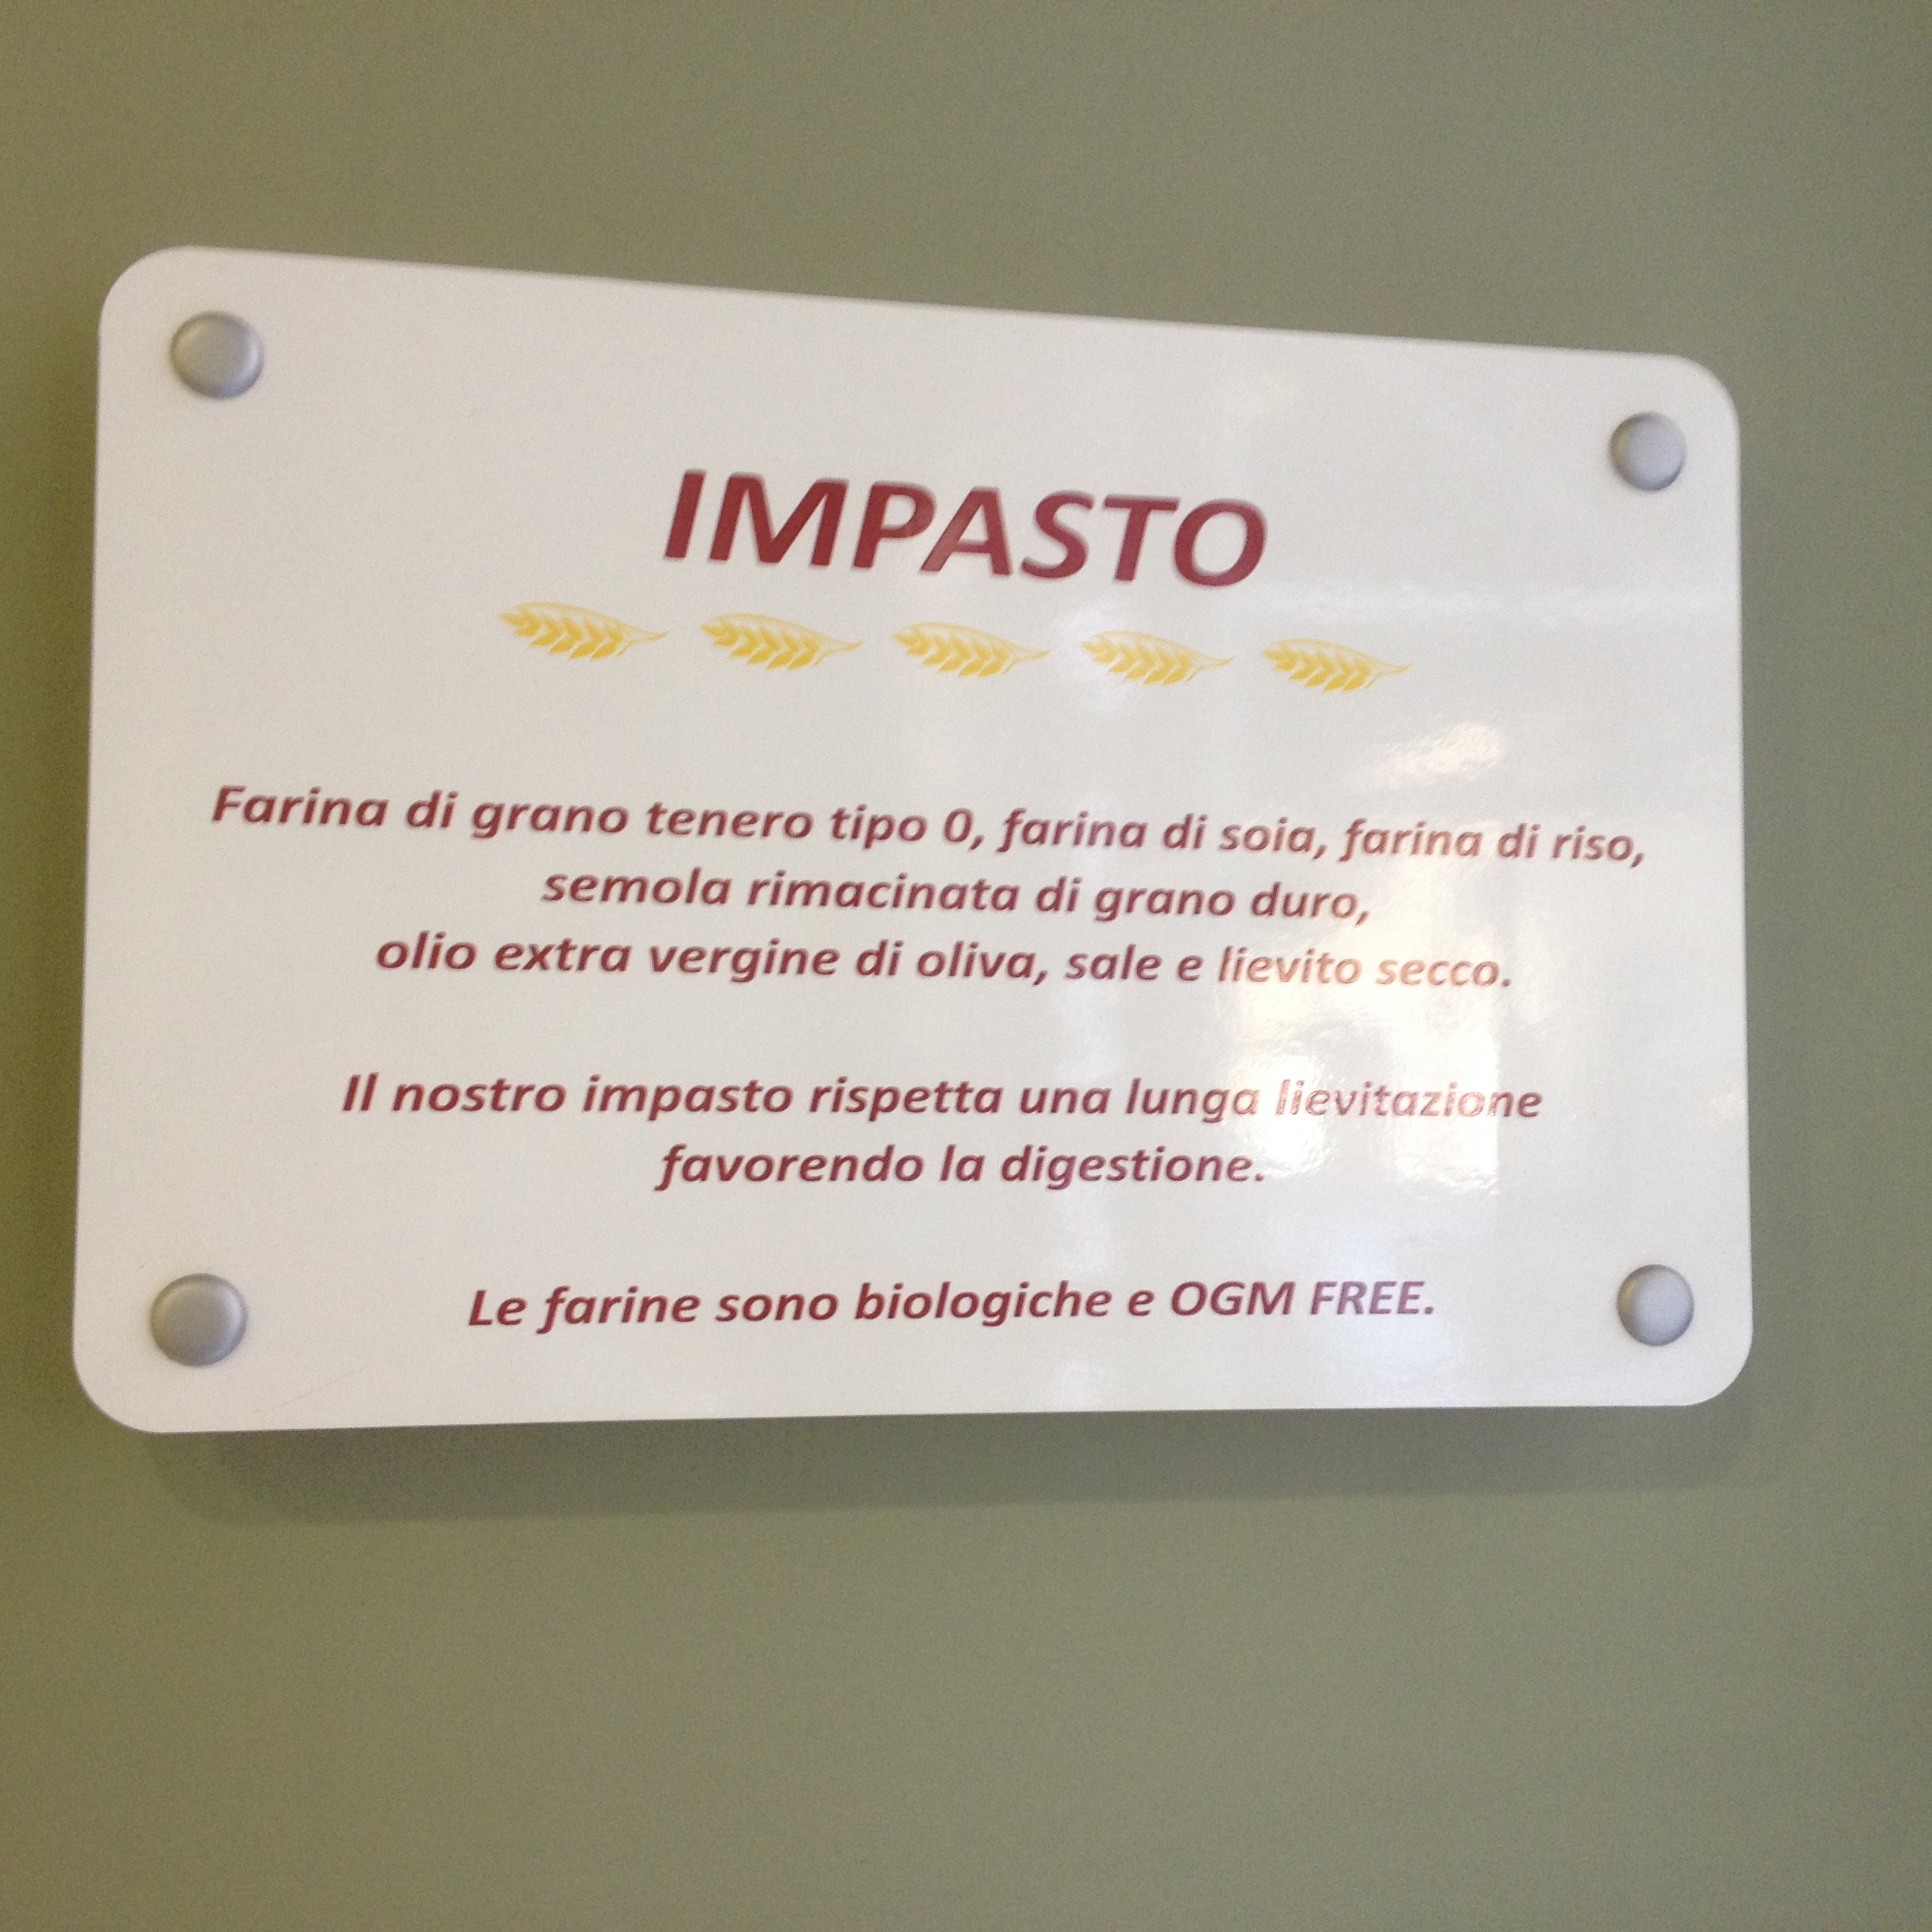 IMPASTO
Farina di grano tenero tipo 0, farina di soia, farina di riso,
semola rimacinata di grano duro,
olio extra vergine di oliva, sale e lievito secco.
Il nostro impasto rispetta una lunga lievitazione
favorendo la digestione.
Le farine sono biologiche e OGM FREE.